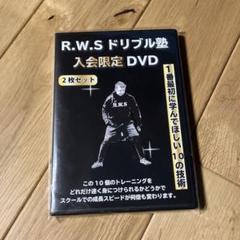 R.W.S ドリブル塾
入会限定 DVD
2枚セット
1番最初に学んでほしい10の技術
R.W.S
この10個のトレーニングを
どれだけ速く身につけられるかどうかで
スクールでの成長スピードが何倍も変わります。